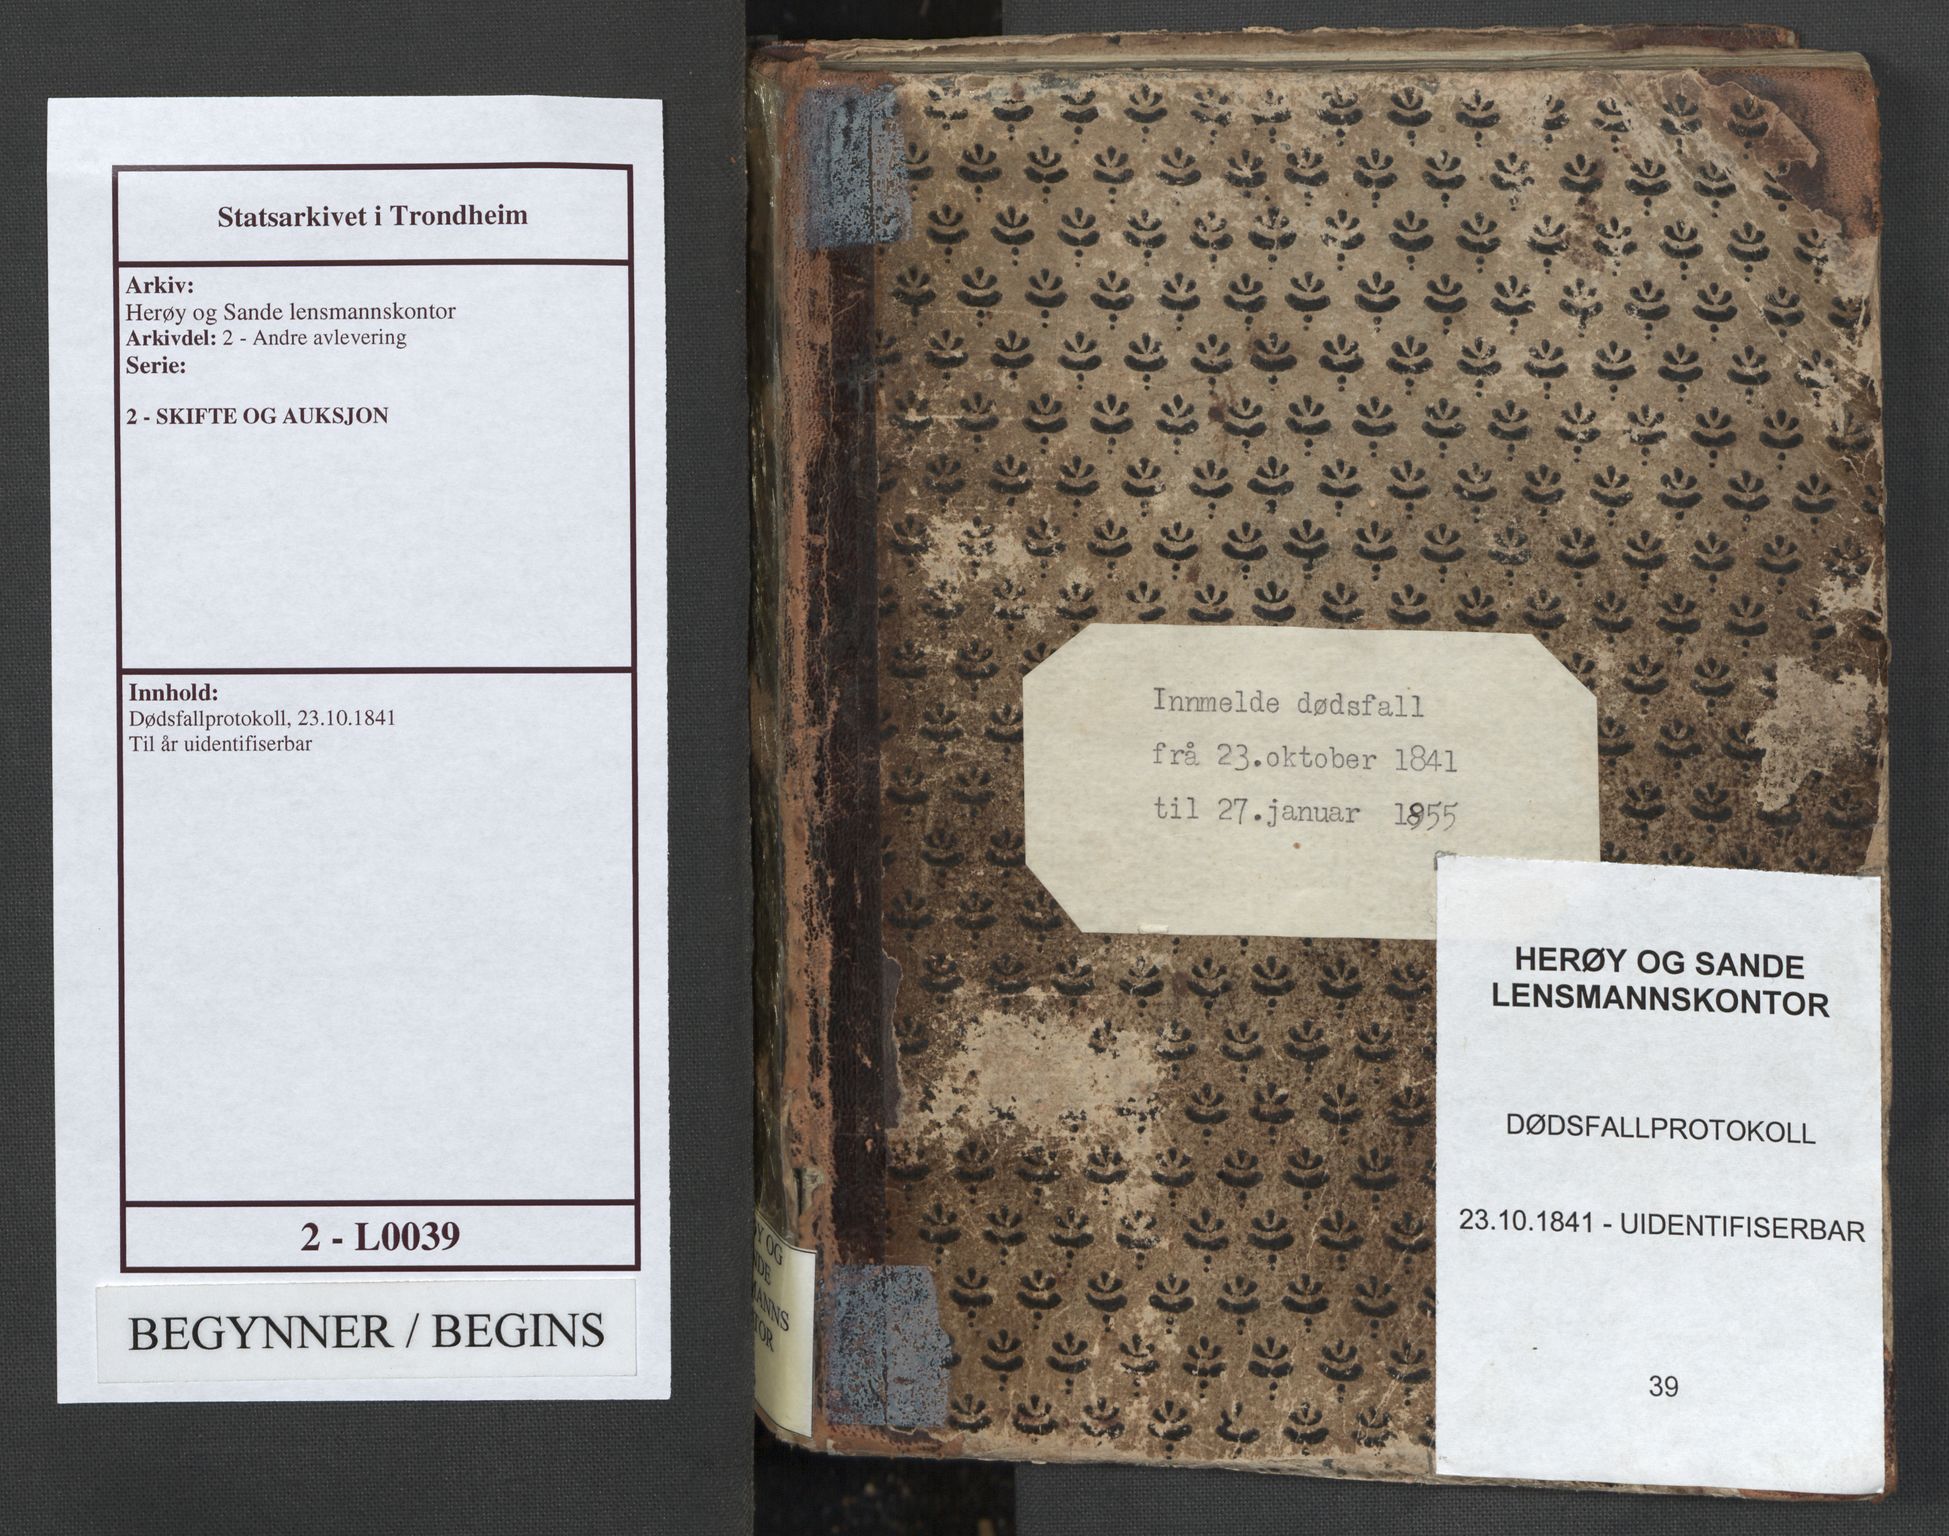 Statsarkivet i Trondheim
Arkiv:
Herøy og Sande lensmannskontor
Arkivdel: 2 - Andre avlevering
Serie:
2 - SKIFTE OG AUKSJON
Innhold:
Dødsfallprotokoll, 23.10.1841
Til år uidentifiserbar
2 - L0039
BEGYNNER / BEGINS
Innmelde dødsfall
frå 23.oktober 1841
til 27.januar 1855
HERØY OG SANDE
LENSMANNSKONTOR
DØDSFALLPROTOKOLL
23.10.1841 - UIDENTIFISERBAR
39